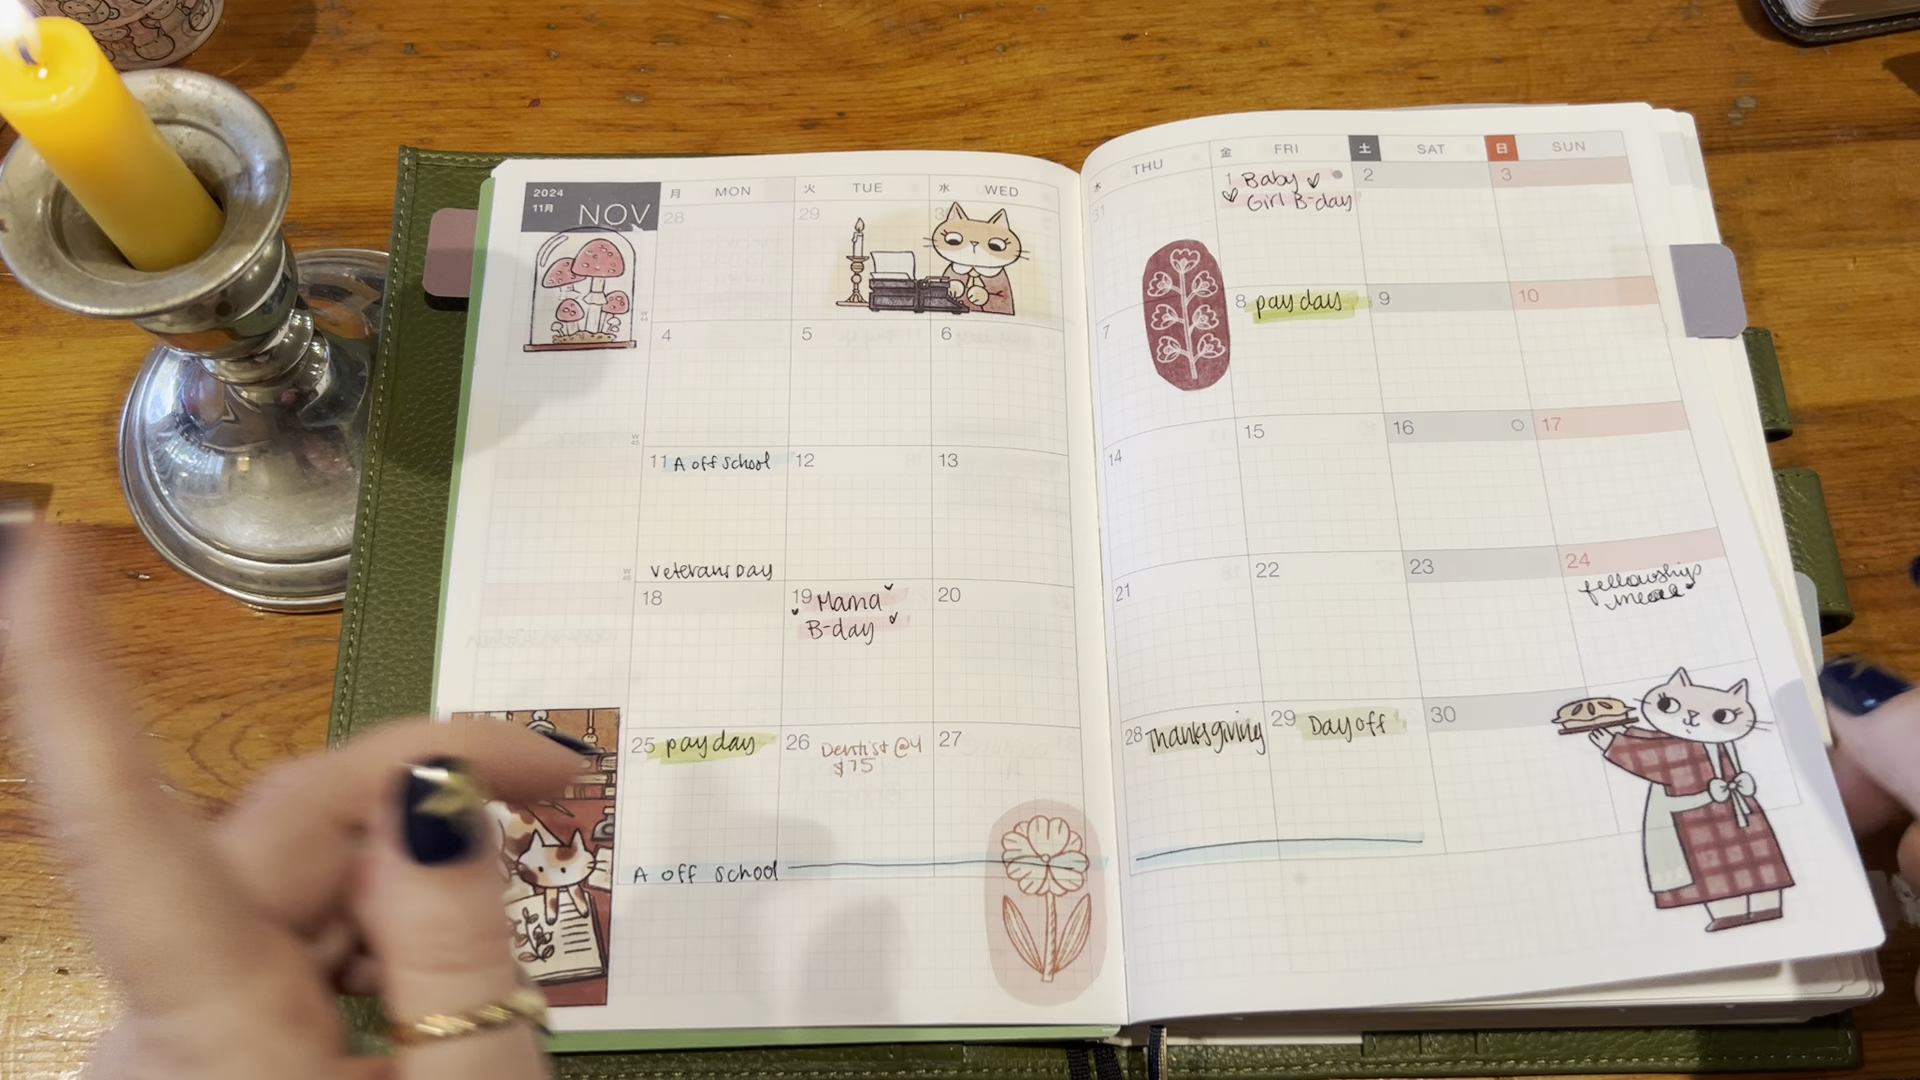 2024
11月 NOV
月 MON 火 TUE 水 WED 木 THU 金 FRI 土 SAT 日 SUN
28 29 30 31 1 Baby 2 3
Girl B-day
4 5 6 7 8 pay day 9 10
11 A off school 12 13 14 15 16 17
Veterans Day
18 19 Mama 20 21 22 23 24
B-day
fellowship
meal
25 pay day 26 Dentist @4 27 28 Thanksgiving 29 Day off 30
$75
A off school